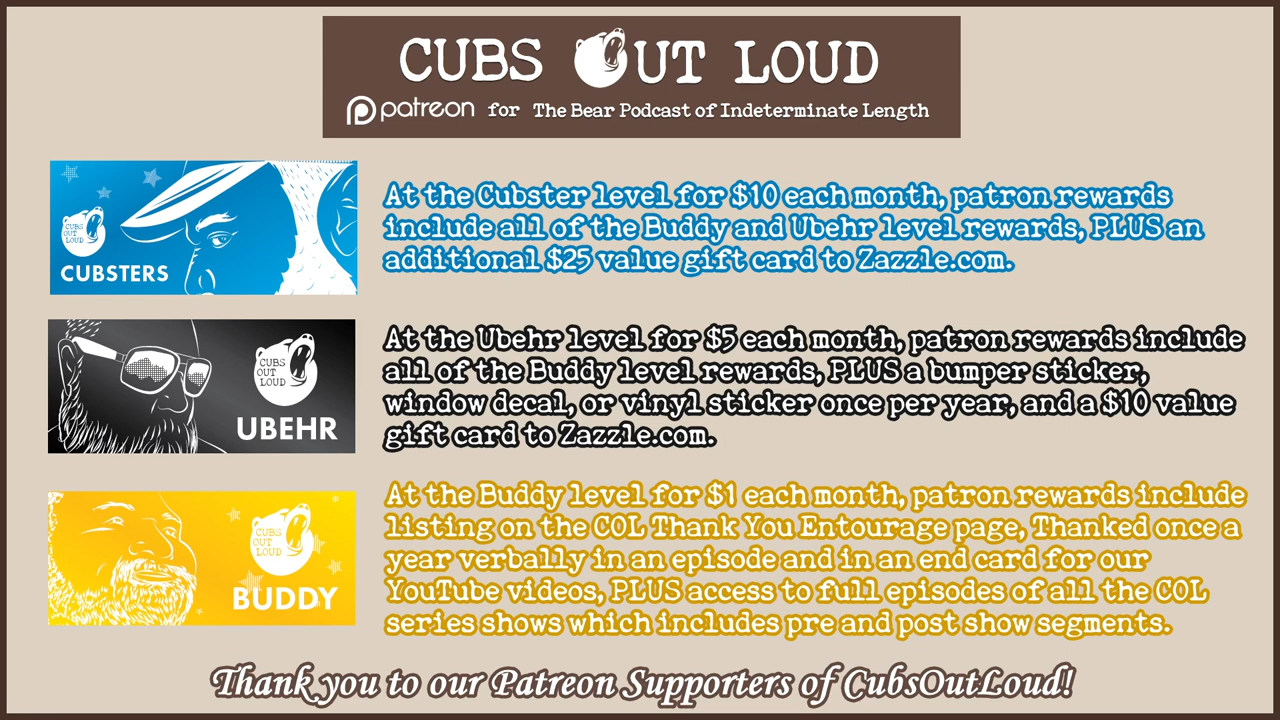 CUBS OUT LOUD
patreon for The Bear Podcast of Indeterminate Length
CUBS
OUT
LOUD
CUBSTERS
At the Cubster level for $10 each month, patron rewards
include all of the Buddy and Ubehr level rewards, PLUS an
additional $25 value gift card to Zazzle.com.
CUBS
OUT
LOUD
UBEHR
At the Ubehr level for $5 each month, patron rewards include
all of the Buddy level rewards, PLUS a bumper sticker,
window decal, or vinyl sticker once per year, and a $10 value
gift card to Zazzle.com.
CUBS
OUT
LOUD
BUDDY
At the Buddy level for $1 each month, patron rewards include
listing on the COL Thank You Entourage page, Thanked once a
year verbally in an episode and in an end card for our
YouTube videos, PLUS access to full episodes of all the COL
series shows which includes pre and post show segments.
Thank you to our Patreon Supporters of CubsOutLoud!